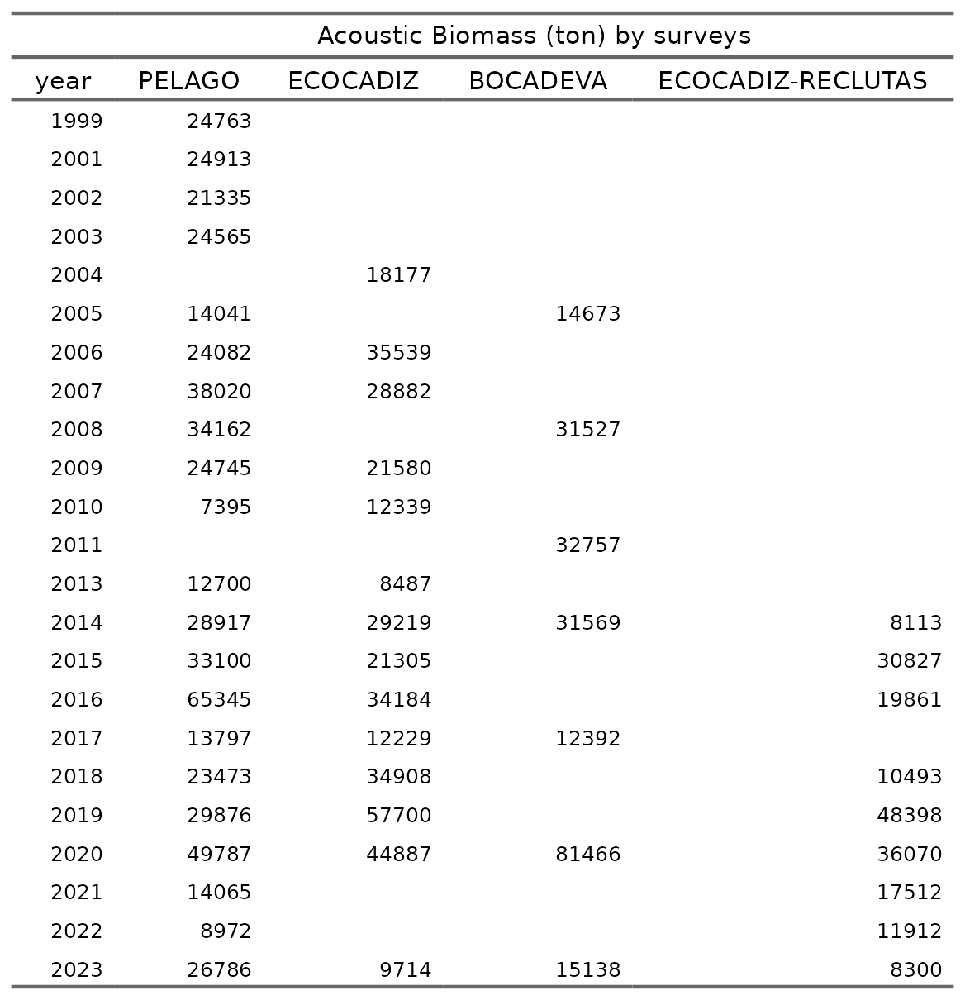 Acoustic Biomass (ton) by surveys
year PELAGO ECOCADIZ BOCADEVA ECOCADIZ-RECLUTAS
1999 24763
2001 24913
2002 21335
2003 24565
2004 18177
2005 14041 14673
2006 24082 35539
2007 38020 28882
2008 34162 31527
2009 24745 21580
2010 7395 12339
2011 32757
2013 12700 8487
2014 28917 29219 31569 8113
2015 33100 21305 30827
2016 65345 34184 19861
2017 13797 12229 12392
2018 23473 34908 10493
2019 29876 57700 48398
2020 49787 44887 81466 36070
2021 14065 17512
2022 8972 11912
2023 26786 9714 15138 8300